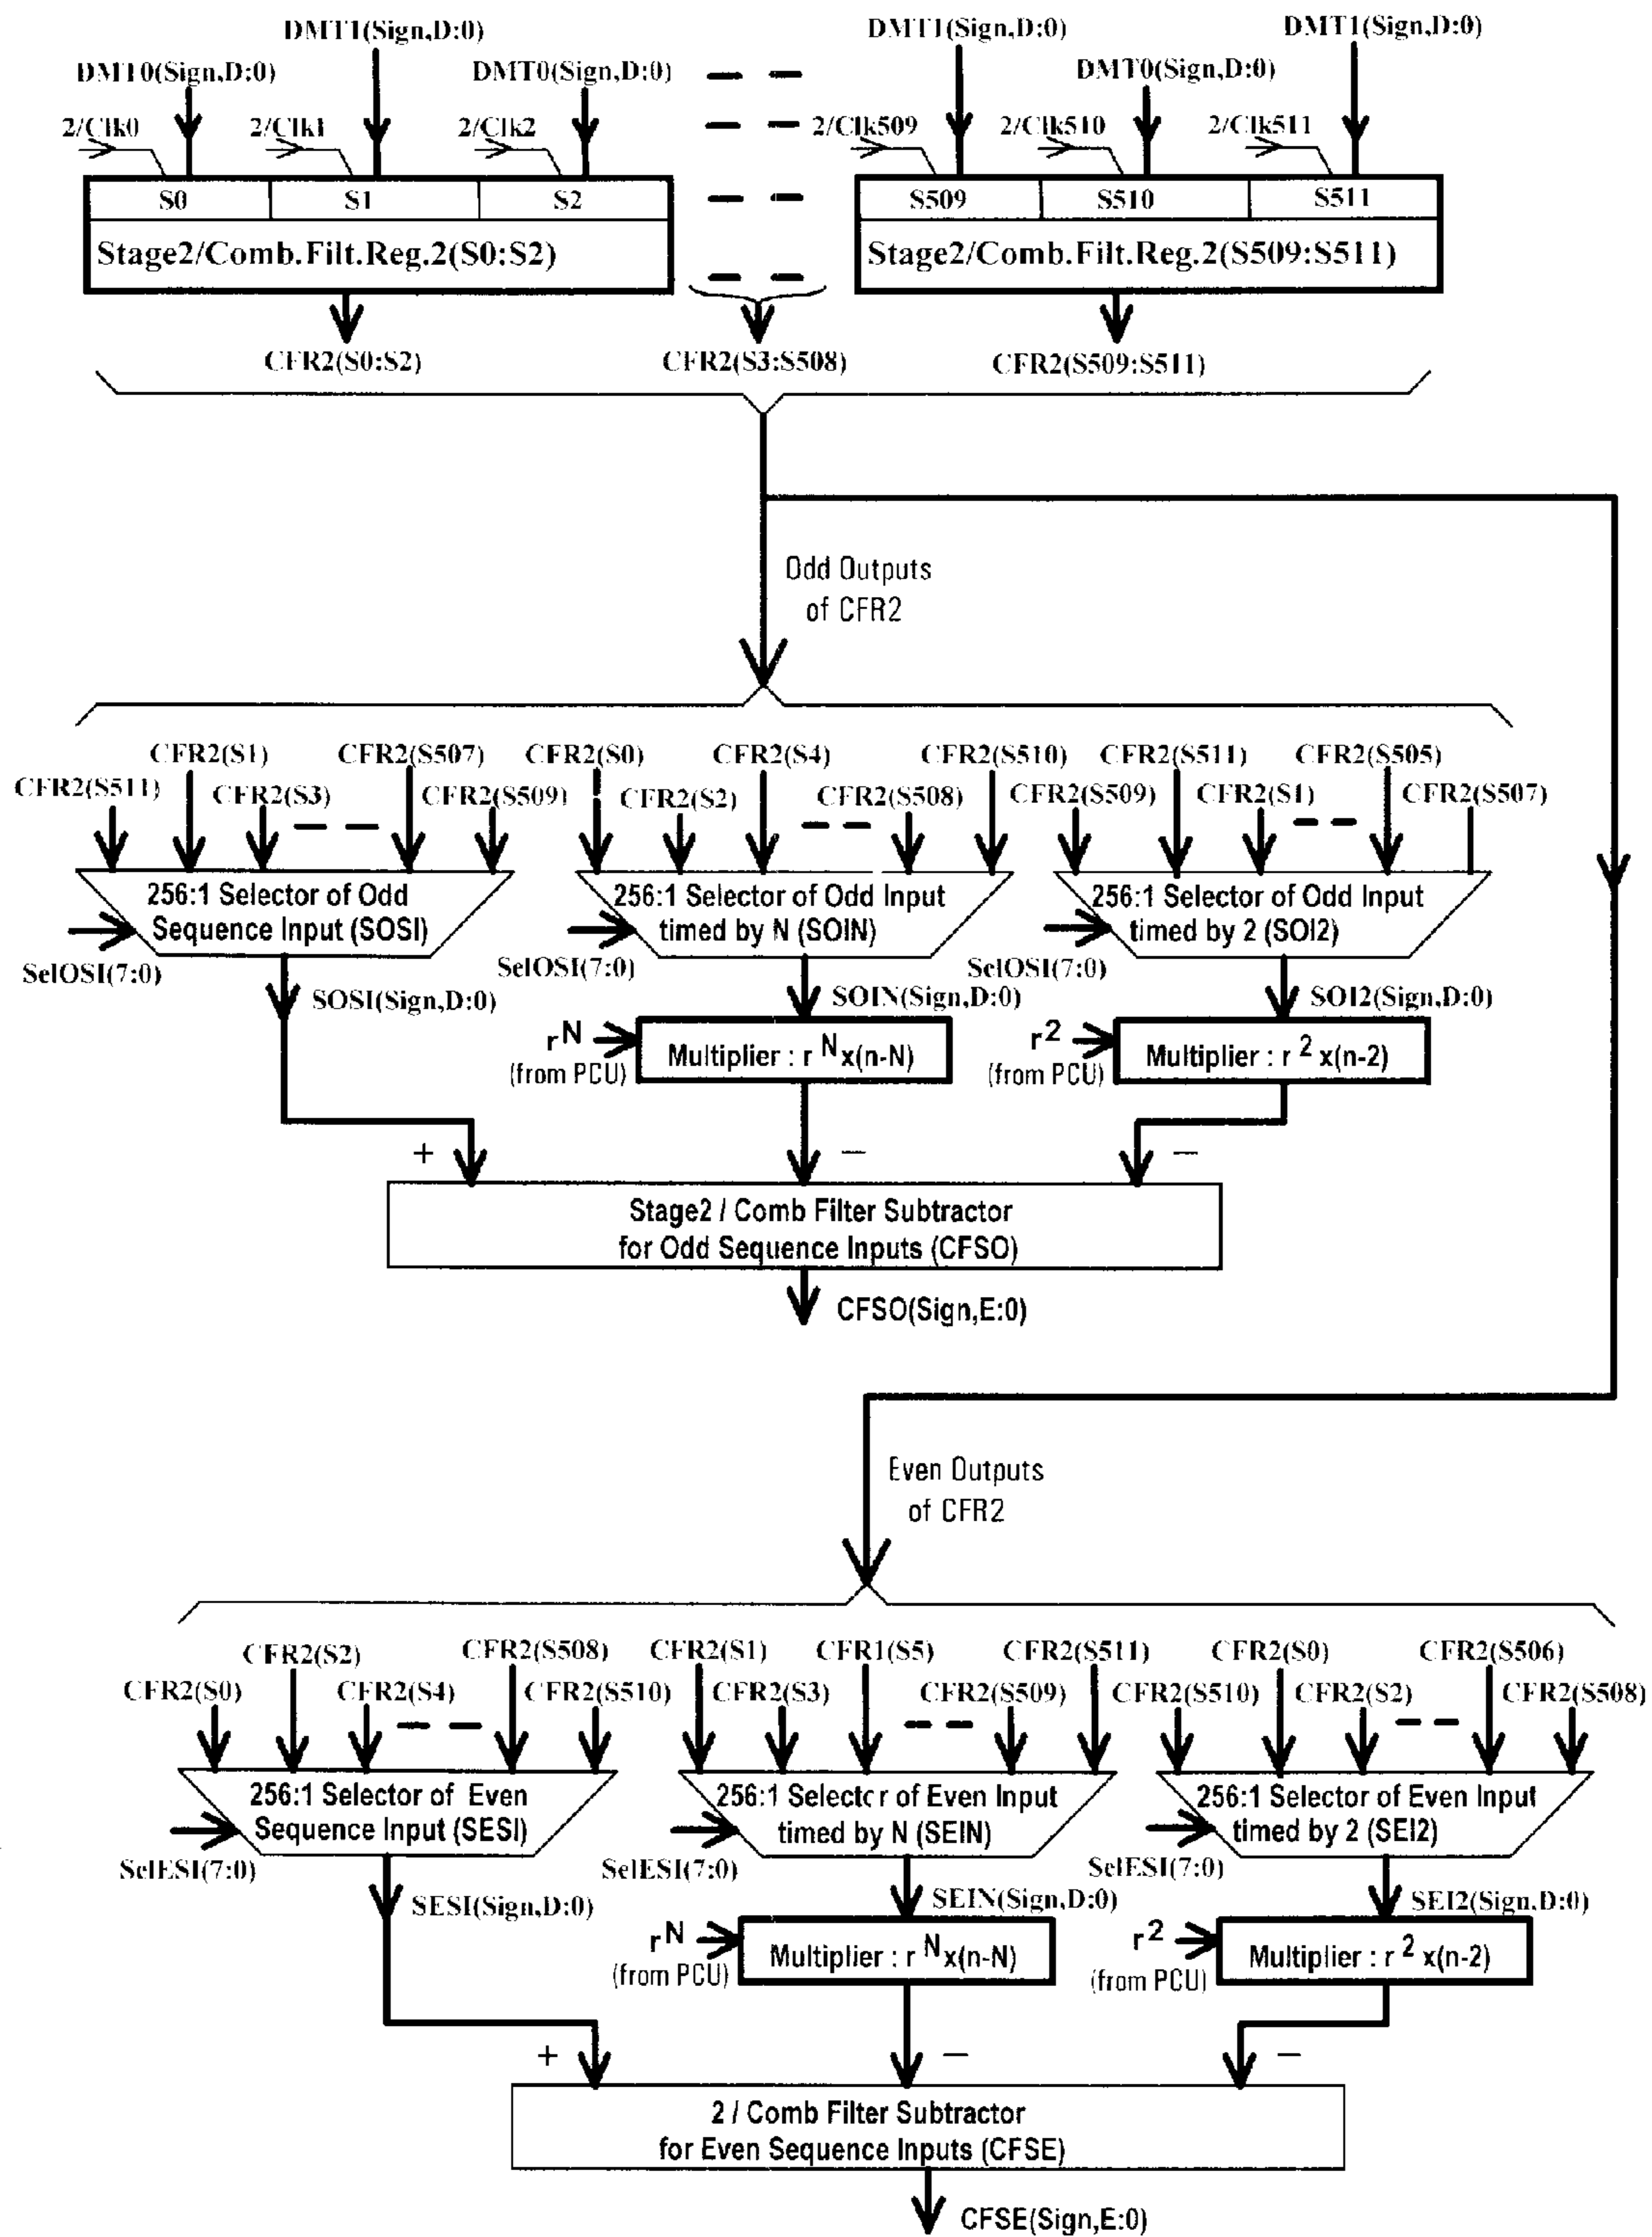 DMT1(Sign,D:0)
DMT1(Sign,D:0)
DMT1(Sign,D:0)
DMT0(Sign,D:0)
DMT0(Sign,D:0)
DMT0(Sign,D:0)
2/Clk0
2/Clk1
2/Clk2
2/Clk509
2/Clk510
2/Clk511
S0
S1
S2
S509
S510
S511
Stage2/Comb.Filt.Reg.2(S0:S2)
Stage2/Comb.Filt.Reg.2(S509:S511)
CFR2(S0:S2)
CFR2(S3:S508)
CFR2(S509:S511)
Odd Outputs
of CFR2
CFR2(S1)
CFR2(S507)
CFR2(S0)
CFR2(S4)
CFR2(S510)
CFR2(S511)
CFR2(S505)
CFR2(S511)
CFR2(S3)
CFR2(S509)
CFR2(S2)
CFR2(S508)
CFR2(S509)
CFR2(S1)
CFR2(S507)
256:1 Selector of Odd
Sequence Input (SOSI)
256:1 Selector of Odd Input
timed by N (SOIN)
256:1 Selector of Odd Input
timed by 2 (SOI2)
SelOSI(7:0)
SelOSI(7:0)
SelOSI(7:0)
SOSI(Sign,D:0)
SOIN(Sign,D:0)
SOI2(Sign,D:0)
r^N
(from PCU)
Multiplier : r^N x(n-N)
r^2
(from PCU)
Multiplier : r^2 x(n-2)
+
–
–
Stage2 / Comb Filter Subtractor
for Odd Sequence Inputs (CFSO)
CFSO(Sign,E:0)
Even Outputs
of CFR2
CFR2(S2)
CFR2(S508)
CFR2(S1)
CFR1(S5)
CFR2(S511)
CFR2(S0)
CFR2(S506)
CFR2(S0)
CFR2(S4)
CFR2(S510)
CFR2(S3)
CFR2(S509)
CFR2(S510)
CFR2(S2)
CFR2(S508)
256:1 Selector of Even
Sequence Input (SESI)
256:1 Selector of Even Input
timed by N (SEIN)
256:1 Selector of Even Input
timed by 2 (SEI2)
SelESI(7:0)
SelESI(7:0)
SelESI(7:0)
SESI(Sign,D:0)
SEIN(Sign,D:0)
SEI2(Sign,D:0)
r^N
(from PCU)
Multiplier : r^N x(n-N)
r^2
(from PCU)
Multiplier : r^2 x(n-2)
+
–
–
2 / Comb Filter Subtractor
for Even Sequence Inputs (CFSE)
CFSE(Sign,E:0)